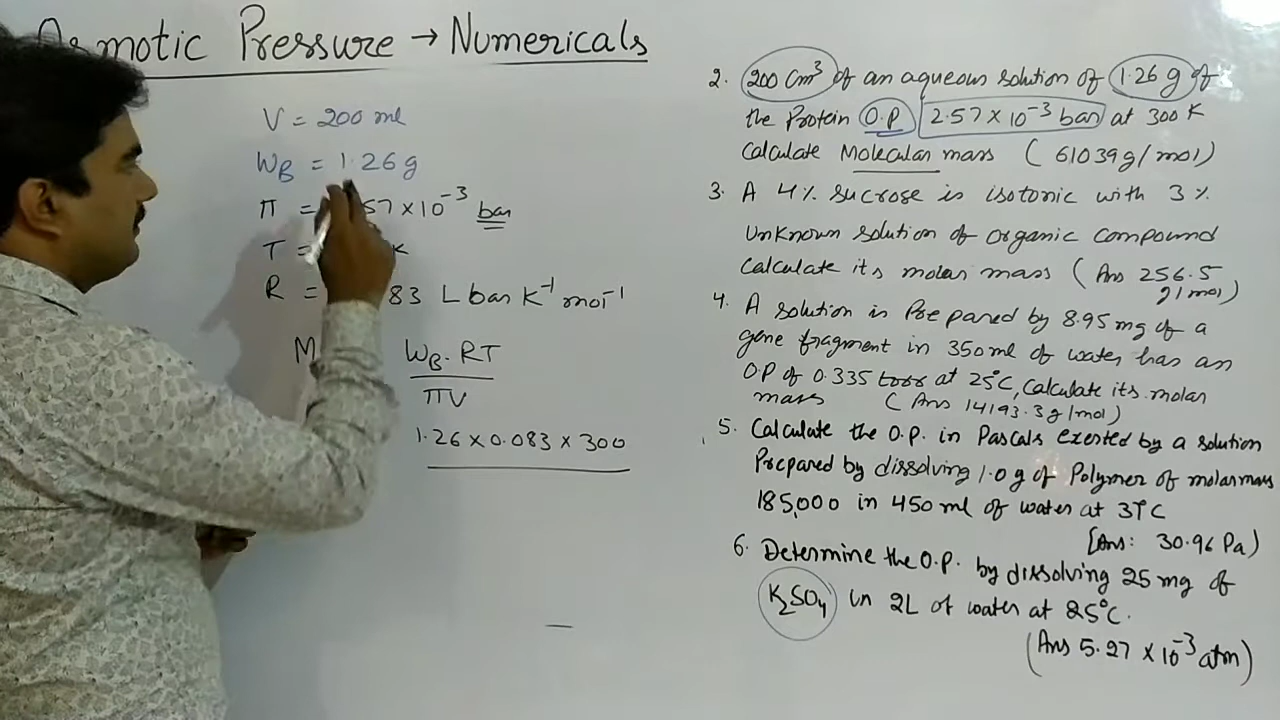 Osmotic Pressure → Numericals
V = 200 ml
WB = 1.26 g
π = .57 × 10⁻³ bar
T = K
R = 83 L bar K⁻¹ mol⁻¹
M WB . RT
πV
1.26 × 0.083 × 300
2. 200 Cm³ of an aqueous solution of 1.26 g of
the Protein O.P 2.57 × 10⁻³ bar at 300 K
Calculate Molecular mass ( 61039 g/mol)
3. A 4% sucrose is isotonic with 3%
Unknown solution of organic compound
Calculate its molar mass ( Ans 256.5
g/mol)
4. A solution is Prepared by 8.95 mg of a
gene fragment in 350 ml of water has an
O.P of 0.335 torr at 25°C, Calculate its molar
mass ( Ans 14193.3 g/mol)
5. Calculate the O.P. in Pascals exerted by a solution
Prepared by dissolving 1.0 g of Polymer of molar mass
185,000 in 450 ml of water at 37°C
[Ans: 30.96 Pa)
6. Determine the O.P. by dissolving 25 mg of
K₂SO₄ in 2L of water at 25°C.
(Ans 5.27 × 10⁻³ atm)